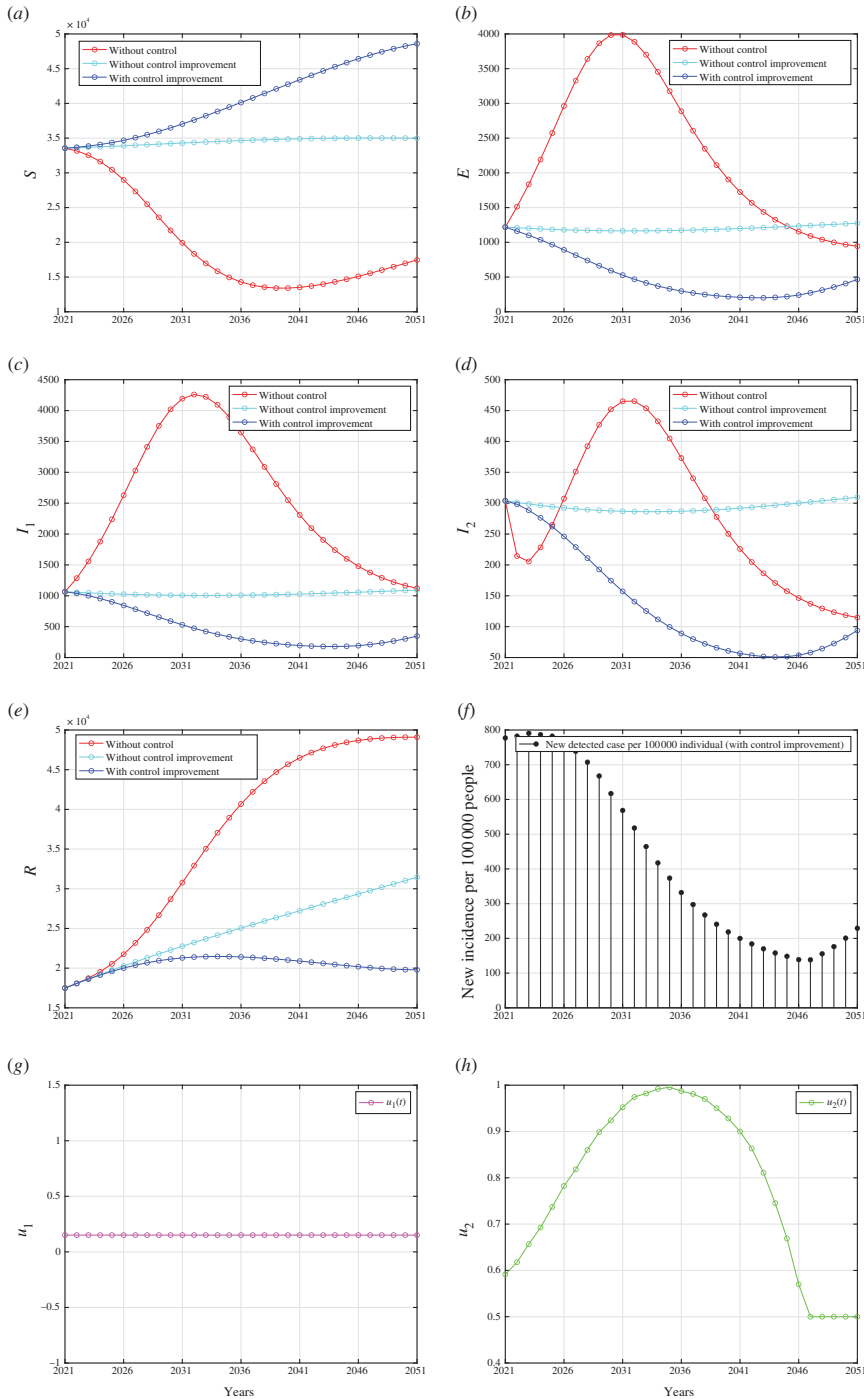 (a)
× 10⁴
5
4.5
4
3.5
3
2.5
2
1.5
1
S
Without control
Without control improvement
With control improvement
2021 2026 2031 2036 2041 2046 2051
(b)
4000
3500
3000
2500
2000
1500
1000
500
0
E
Without control
Without control improvement
With control improvement
2021 2026 2031 2036 2041 2046 2051
(c)
4500
4000
3500
3000
2500
2000
1500
1000
500
0
I₁
Without control
Without control improvement
With control improvement
2021 2026 2031 2036 2041 2046 2051
(d)
500
450
400
350
300
250
200
150
100
50
I₂
Without control
Without control improvement
With control improvement
2021 2026 2031 2036 2041 2046 2051
(e)
× 10⁴
5
4.5
4
3.5
3
2.5
2
1.5
R
Without control
Without control improvement
With control improvement
2021 2026 2031 2036 2041 2046 2051
(f)
800
700
600
500
400
300
200
100
0
New incidence per 100 000 people
New detected case per 100 000 individual (with control improvement)
2021 2026 2031 2036 2041 2046 2051
(g)
1.5
1
0.5
0
−0.5
−1
u₁
u₁(t)
2021 2026 2031 2036 2041 2046 2051
Years
(h)
1
0.9
0.8
0.7
0.6
0.5
0.4
u₂
u₂(t)
2021 2026 2031 2036 2041 2046 2051
Years